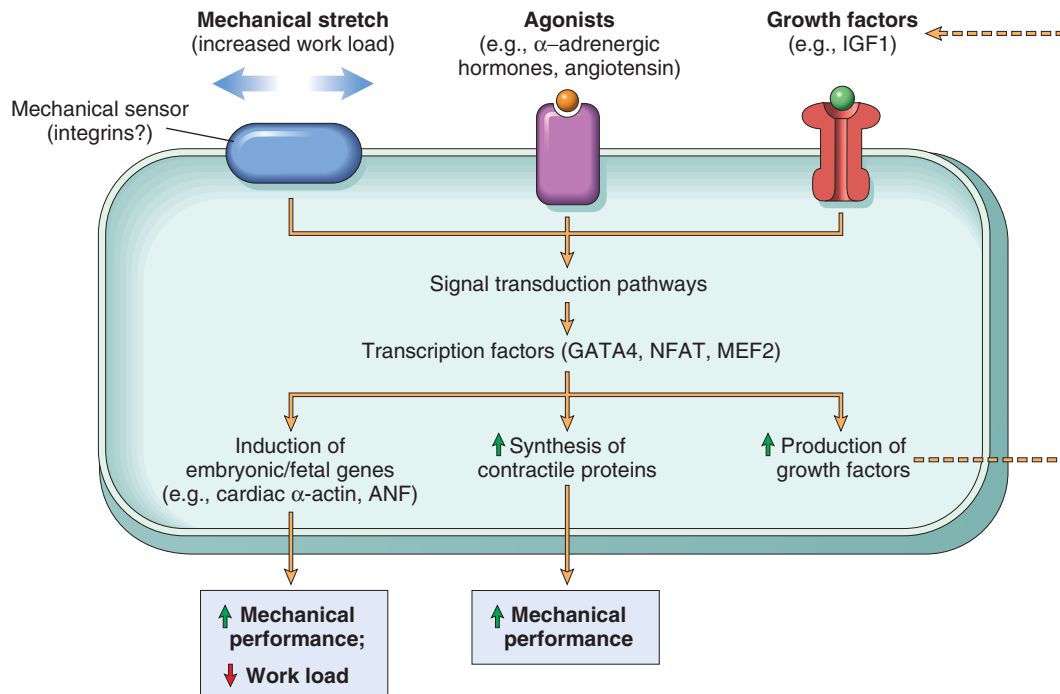 Mechanical stretch
(increased work load)
Agonists
(e.g., α–adrenergic
hormones, angiotensin)
Growth factors
(e.g., IGF1)
Mechanical sensor
(integrins?)
Signal transduction pathways
Transcription factors (GATA4, NFAT, MEF2)
Induction of
embryonic/fetal genes
(e.g., cardiac α-actin, ANF)
Synthesis of
contractile proteins
Production of
growth factors
Mechanical
performance;
Work load
Mechanical
performance